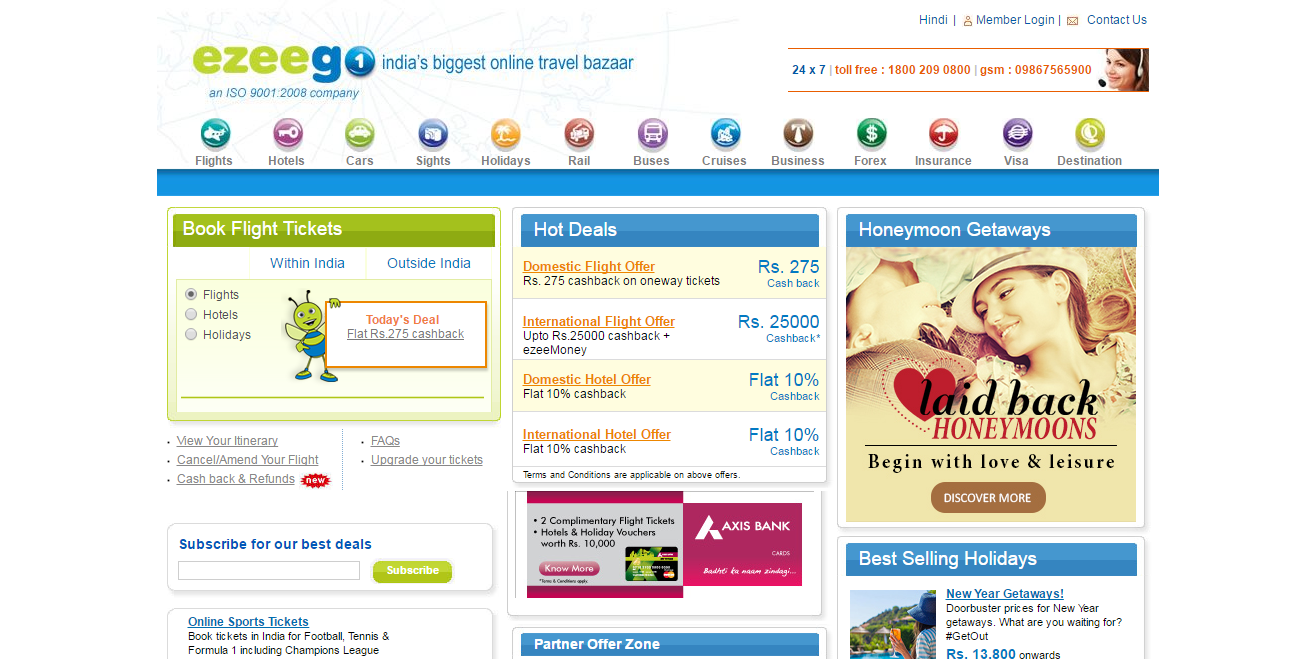 Hindi | Member Login | Contact Us
ezeego1 india's biggest online travel bazaar
an ISO 9001:2008 company
24 x 7 | toll free : 1800 209 0800 | gsm : 09867565900
Flights Hotels Cars Sights Holidays Rail Buses Cruises Business Forex Insurance Visa Destination
Book Flight Tickets
Within India Outside India
Flights
Hotels
Holidays
Today's Deal
Flat Rs.275 cashback
View Your Itinerary
Cancel/Amend Your Flight
Cash back & Refunds new
FAQs
Upgrade your tickets
Subscribe for our best deals
Subscribe
Online Sports Tickets
Book tickets in India for Football, Tennis &
Formula 1 including Champions League
Hot Deals
Domestic Flight Offer Rs. 275
Rs. 275 cashback on oneway tickets Cash back
International Flight Offer Rs. 25000
Upto Rs.25000 cashback + Cashback*
ezeeMoney
Domestic Hotel Offer Flat 10%
Flat 10% cashback Cashback
International Hotel Offer Flat 10%
Flat 10% cashback Cashback
Terms and Conditions are applicable on above offers.
• 2 Complimentary Flight Tickets
• Hotels & Holiday Vouchers
worth Rs. 10,000
Know More
*Terms & Conditions apply.
AXIS BANK
CARDS
Badhti ka naam zindagi...
Partner Offer Zone
Honeymoon Getaways
laid back
HONEYMOONS
Begin with love & leisure
DISCOVER MORE
Best Selling Holidays
New Year Getaways!
Doorbuster prices for New Year
getaways. What are you waiting for?
#GetOut
Rs. 13,800 onwards